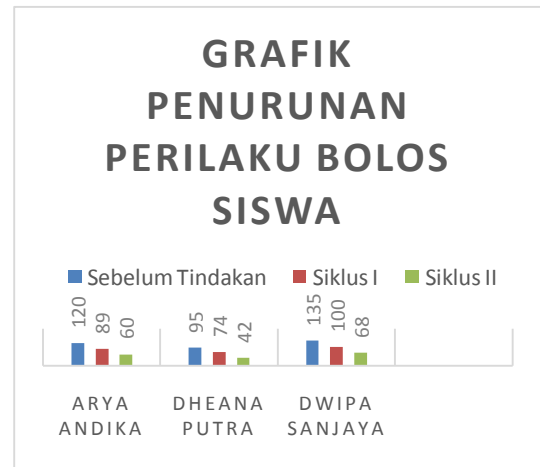 GRAFIK
PENURUNAN
PERILAKU BOLOS
SISWA
Sebelum Tindakan Siklus I Siklus II
120 89 60 95 74 42 135 100 68
ARYA ANDIKA
DHEANA PUTRA
DWIPA SANJAYA